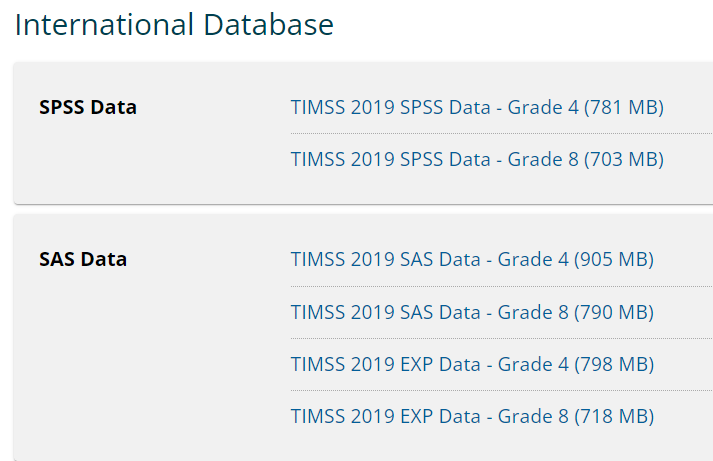 International Database
SPSS Data
TIMSS 2019 SPSS Data - Grade 4 (781 MB)
TIMSS 2019 SPSS Data - Grade 8 (703 MB)
SAS Data
TIMSS 2019 SAS Data - Grade 4 (905 MB)
TIMSS 2019 SAS Data - Grade 8 (790 MB)
TIMSS 2019 EXP Data - Grade 4 (798 MB)
TIMSS 2019 EXP Data - Grade 8 (718 MB)